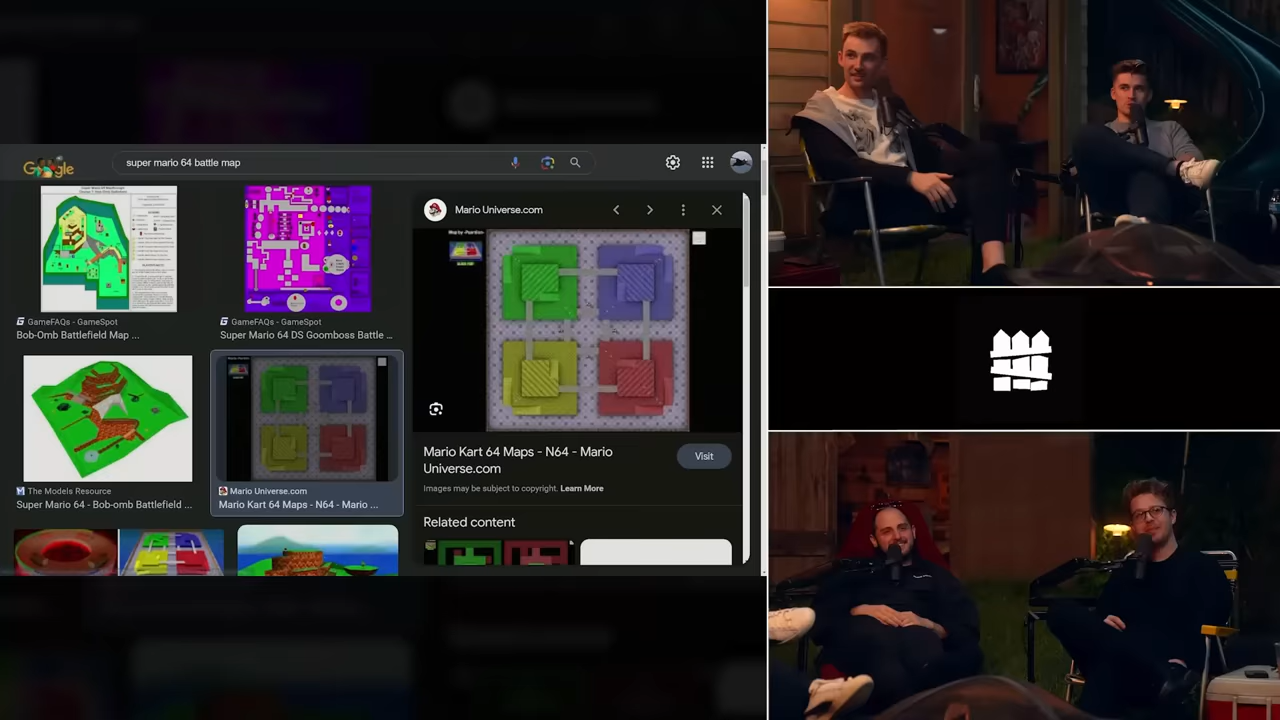 Google
super mario 64 battle map
GameFAQs - GameSpot
Bob-Omb Battlefield Map ...
GameFAQs - GameSpot
Super Mario 64 DS Goomboss Battle ...
The Models Resource
Super Mario 64 - Bob-omb Battlefield ...
Mario Universe.com
Mario Kart 64 Maps - N64 - Mario ...
Mario Universe.com
Mario Kart 64 Maps - N64 - Mario
Universe.com
Visit
Images may be subject to copyright. Learn More
Related content